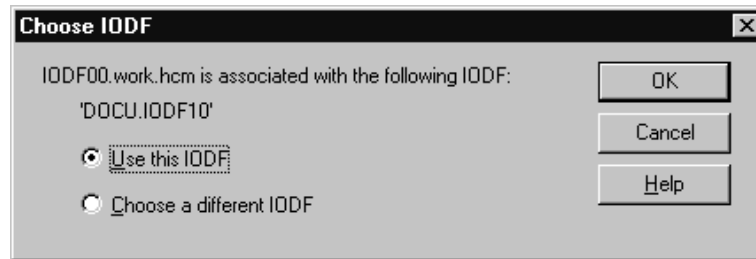 Choose IODF
IODF00.work.hcm is associated with the following IODF:
'DOCU.IODF10'
Use this IODF
Choose a different IODF
OK
Cancel
Help